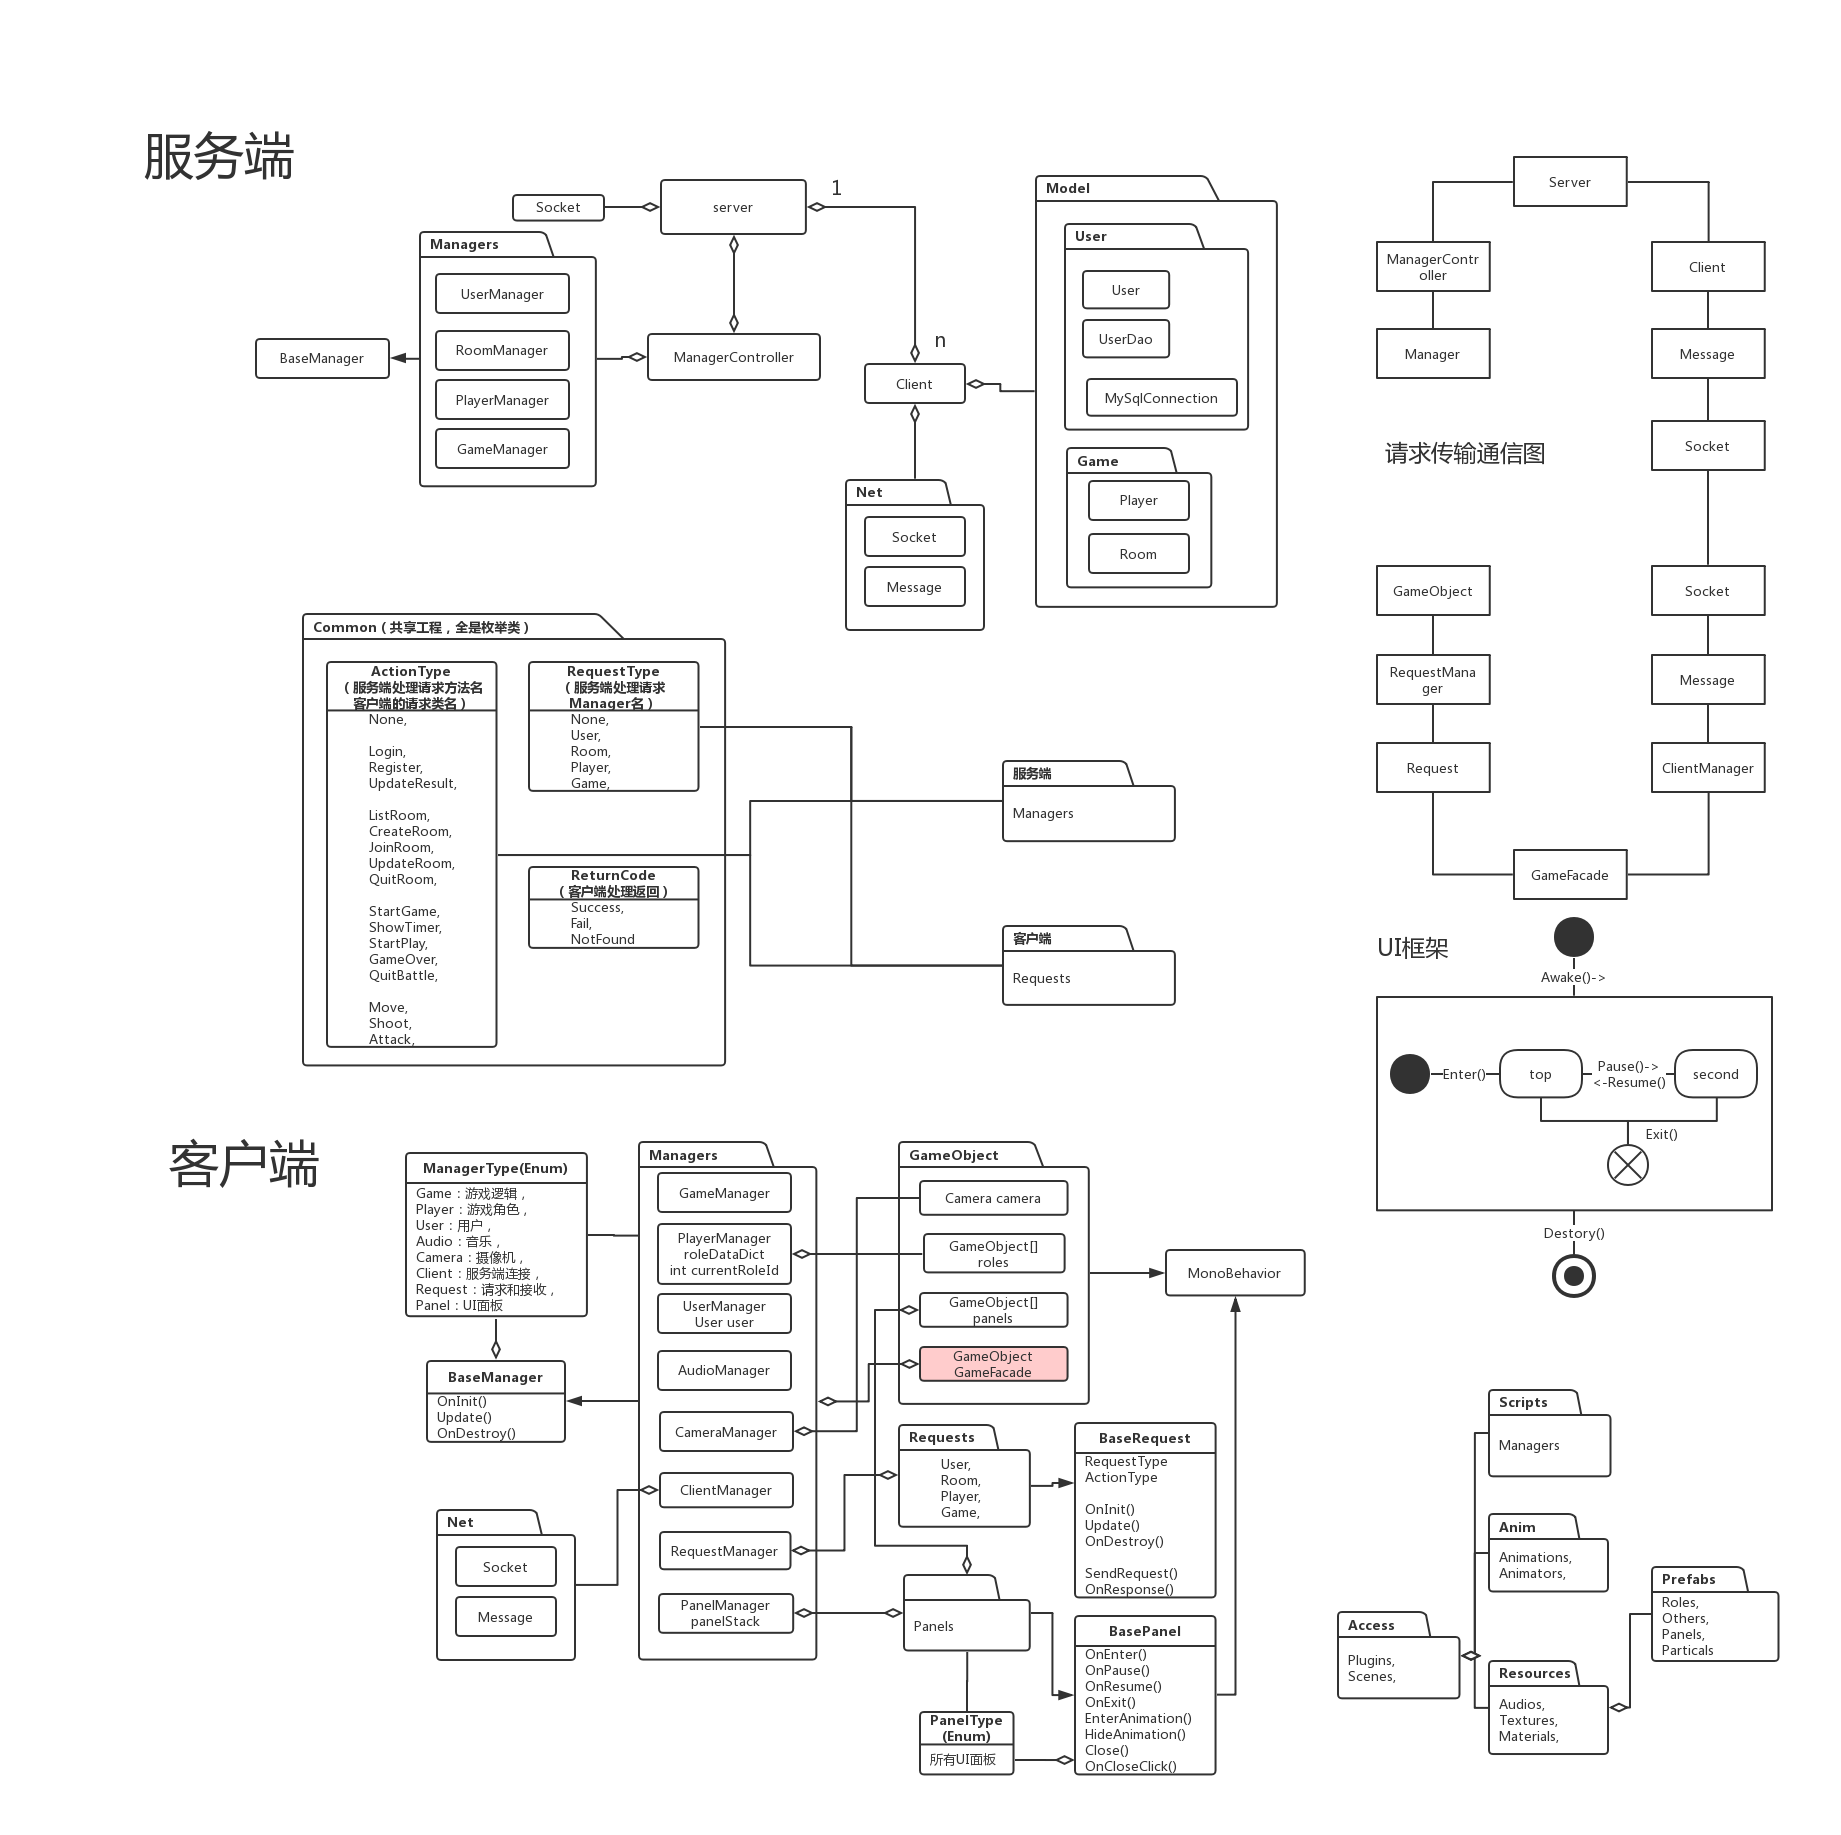 服务端
Socket
server
1
Managers
UserManager
RoomManager
PlayerManager
GameManager
BaseManager
ManagerController
n
Client
Net
Socket
Message
Model
User
User
UserDao
MySqlConnection
Game
Player
Room
Server
ManagerContr
oller
Manager
Client
Message
Socket
请求传输通信图
GameObject
RequestMana
ger
Request
Socket
Message
ClientManager
GameFacade
Common（共享工程，全是枚举类）
ActionType
（服务端处理请求方法名
客户端的请求类名）
None,
Login,
Register,
UpdateResult,
ListRoom,
CreateRoom,
JoinRoom,
UpdateRoom,
QuitRoom,
StartGame,
ShowTimer,
StartPlay,
GameOver,
QuitBattle,
Move,
Shoot,
Attack,
RequestType
（服务端处理请求
Manager名）
None,
User,
Room,
Player,
Game,
ReturnCode
（客户端处理返回）
Success,
Fail,
NotFound
服务端
Managers
客户端
Requests
UI框架
Awake()->
Enter()
top
Pause()->
<-Resume()
second
Exit()
Destory()
客户端
ManagerType(Enum)
Game：游戏逻辑，
Player：游戏角色，
User：用户，
Audio：音乐，
Camera：摄像机，
Client：服务端连接，
Request：请求和接收，
Panel：UI面板
BaseManager
OnInit()
Update()
OnDestroy()
Net
Socket
Message
Managers
GameManager
PlayerManager
roleDataDict
int currentRoleId
UserManager
User user
AudioManager
CameraManager
ClientManager
RequestManager
PanelManager
panelStack
GameObject
Camera camera
GameObject[]
roles
GameObject[]
panels
GameObject
GameFacade
MonoBehavior
Requests
User,
Room,
Player,
Game,
BaseRequest
RequestType
ActionType
OnInit()
Update()
OnDestroy()
SendRequest()
OnResponse()
Panels
BasePanel
OnEnter()
OnPause()
OnResume()
OnExit()
EnterAnimation()
HideAnimation()
Close()
OnCloseClick()
PanelType
(Enum)
所有UI面板
Scripts
Managers
Anim
Animations,
Animators,
Access
Plugins,
Scenes,
Resources
Audios,
Textures,
Materials,
Prefabs
Roles,
Others,
Panels,
Particals